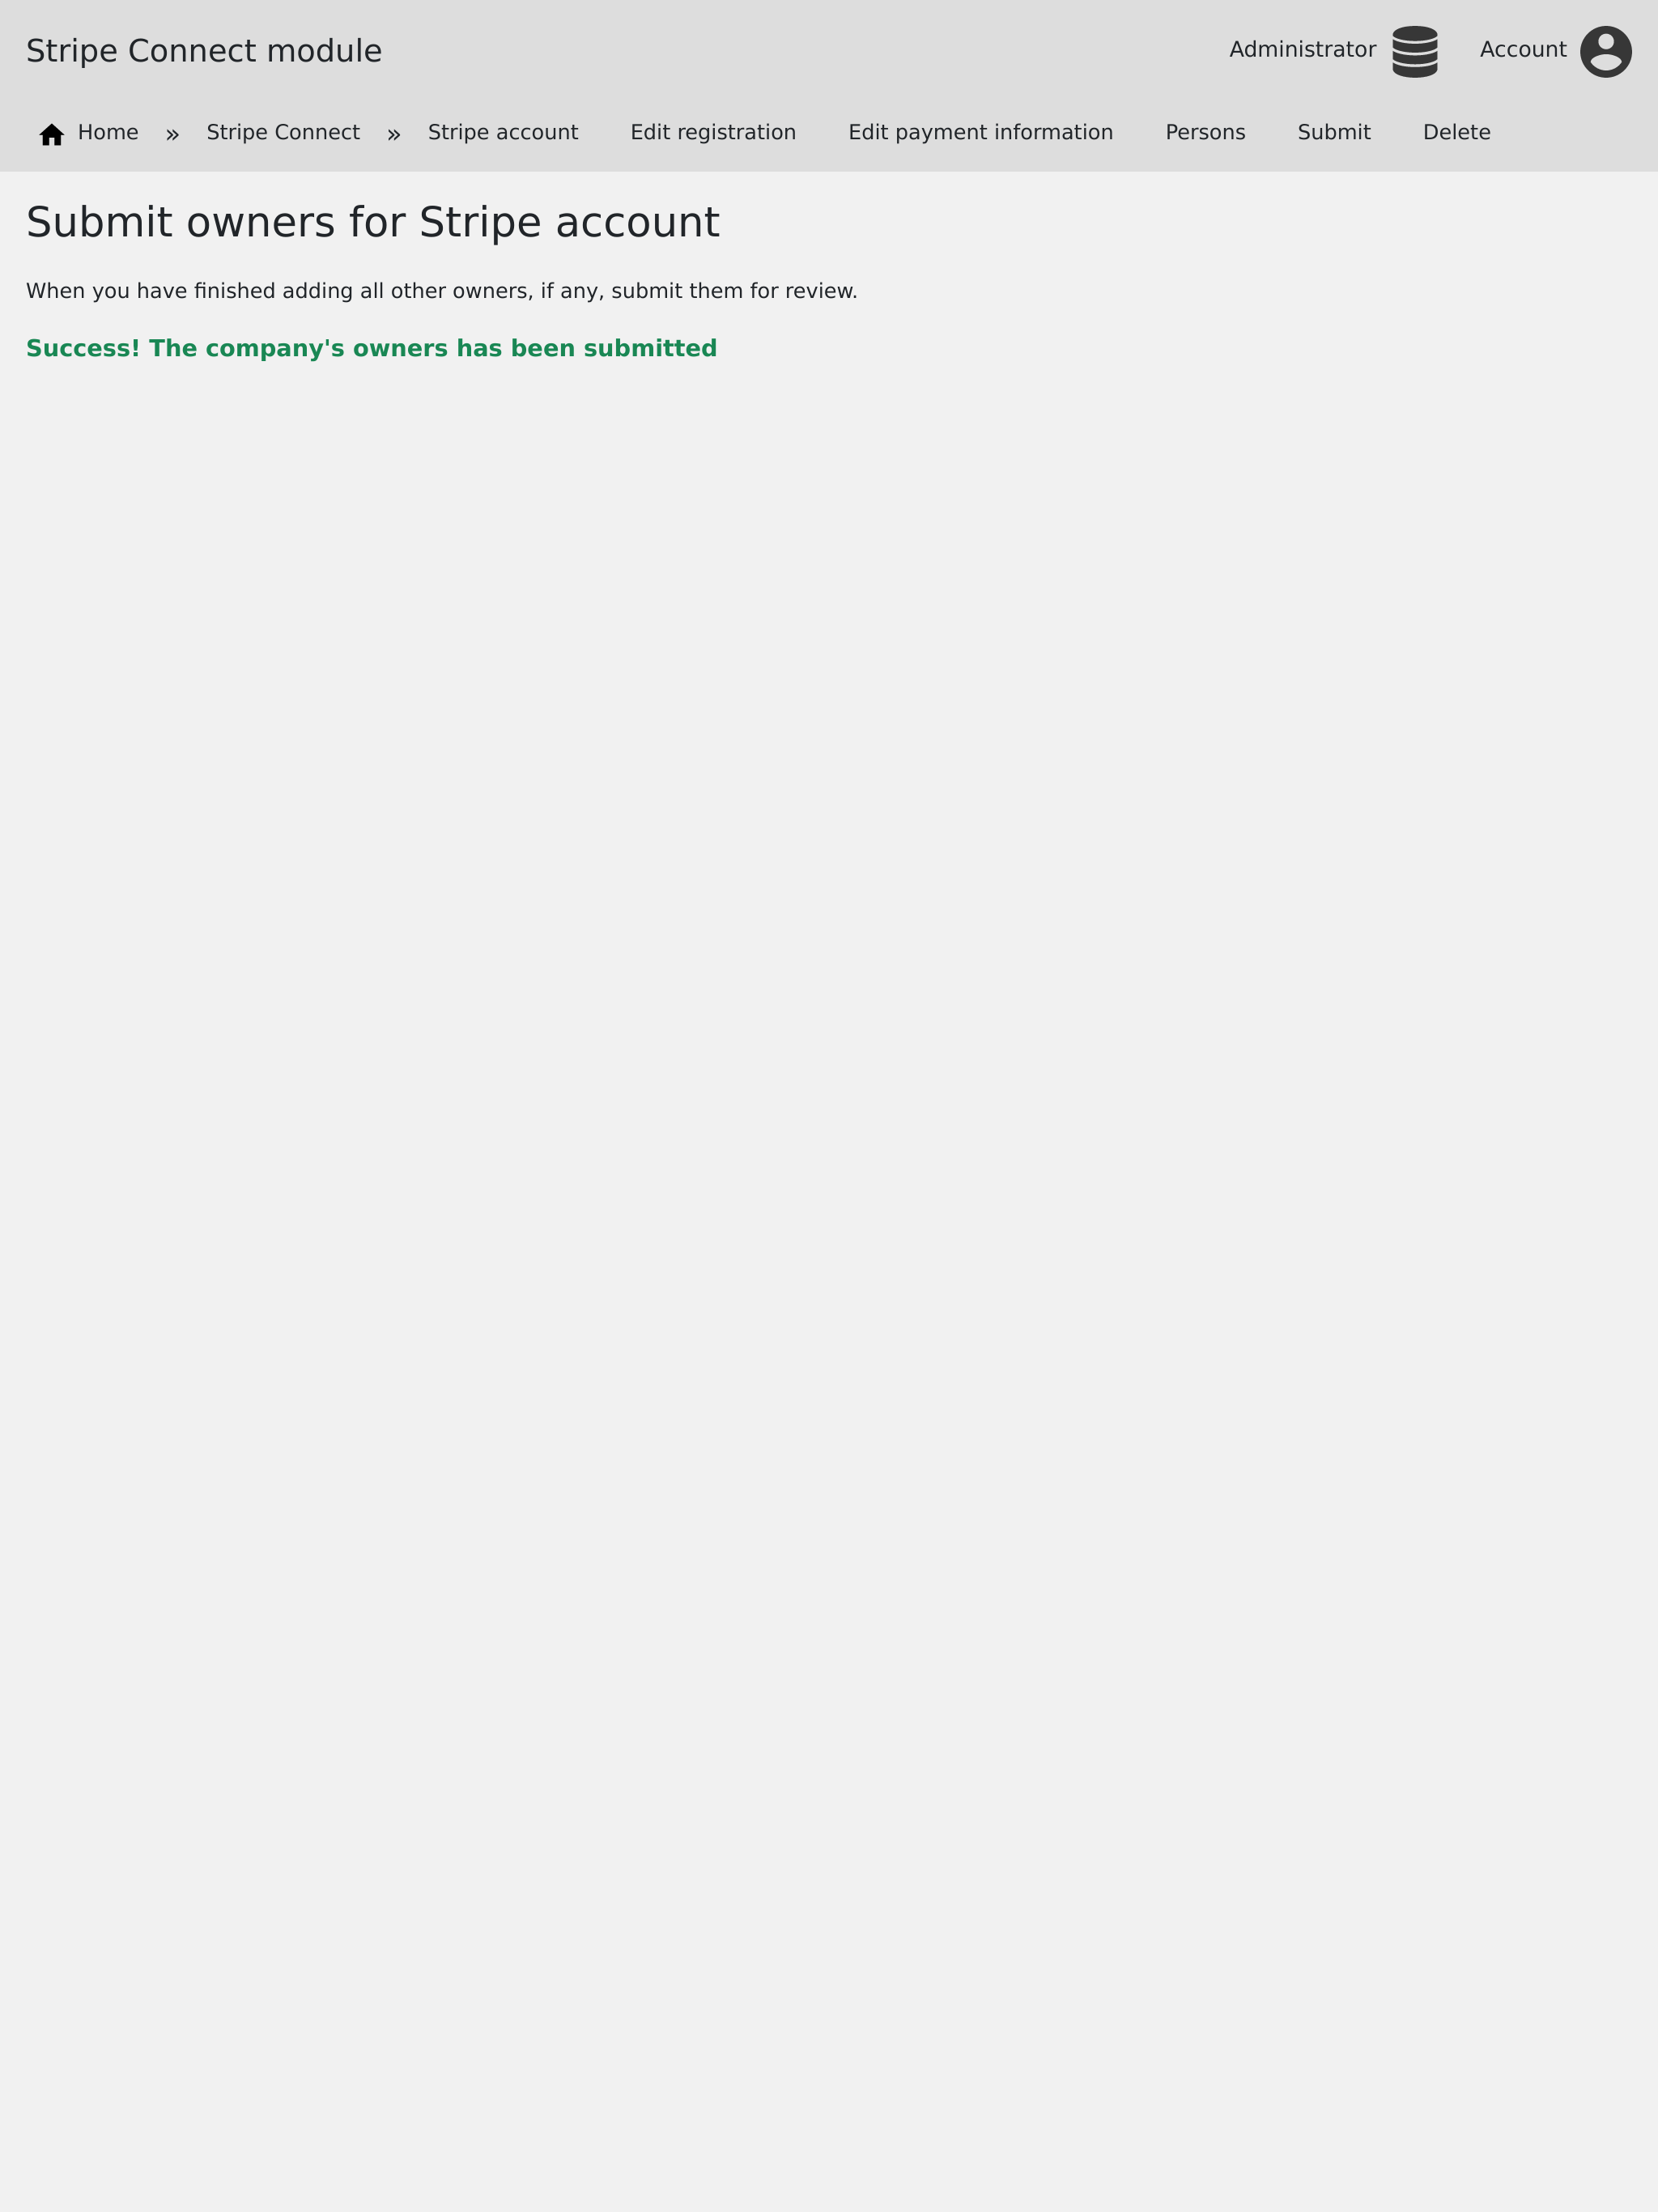 Stripe Connect module
Administrator
Account
Home » Stripe Connect » Stripe account Edit registration Edit payment information Persons Submit Delete
Submit owners for Stripe account
When you have finished adding all other owners, if any, submit them for review.
Success! The company's owners has been submitted